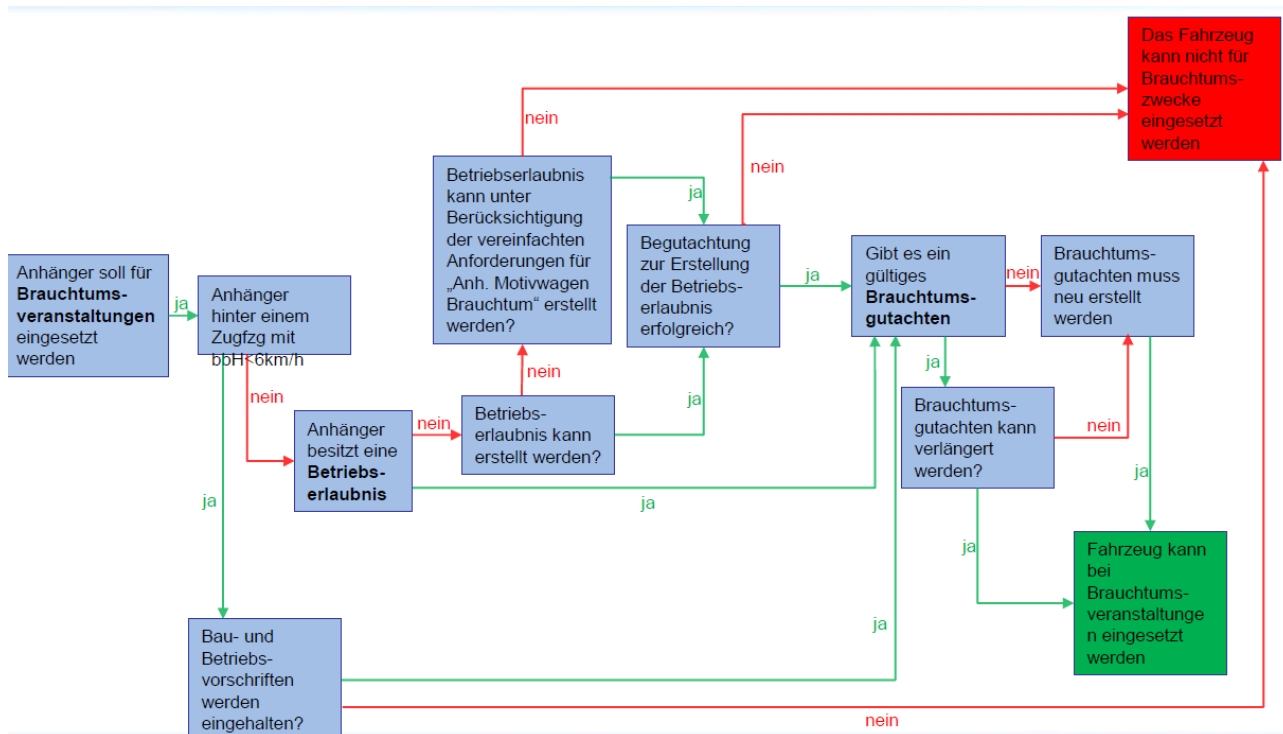 Das Fahrzeug
kann nicht für
Brauchtums-
zwecke
eingesetzt
werden
nein
nein
Betriebserlaubnis
kann unter
Berücksichtigung
der vereinfachten
Anforderungen für
„Anh. Motivwagen
Brauchtum“ erstellt
werden?
ja
Begutachtung
zur Erstellung
der Betriebs-
erlaubnis
erfolgreich?
ja
Gibt es ein
gültiges
Brauchtums-
gutachten
nein
Brauchtums-
gutachten muss
neu erstellt
werden
Anhänger soll für
Brauchtums-
veranstaltungen
eingesetzt
werden
ja
Anhänger
hinter einem
Zugfzg mit
bbH<6km/h
nein
Anhänger
besitzt eine
Betriebs-
erlaubnis
nein
Betriebs-
erlaubnis kann
erstellt werden?
nein
ja
ja
Brauchtums-
gutachten kann
verlängert
werden?
nein
ja
ja
ja
ja
Fahrzeug kann
bei
Brauchtums-
veranstaltunge
n eingesetzt
werden
ja
Bau- und
Betriebs-
vorschriften
werden
eingehalten?
nein